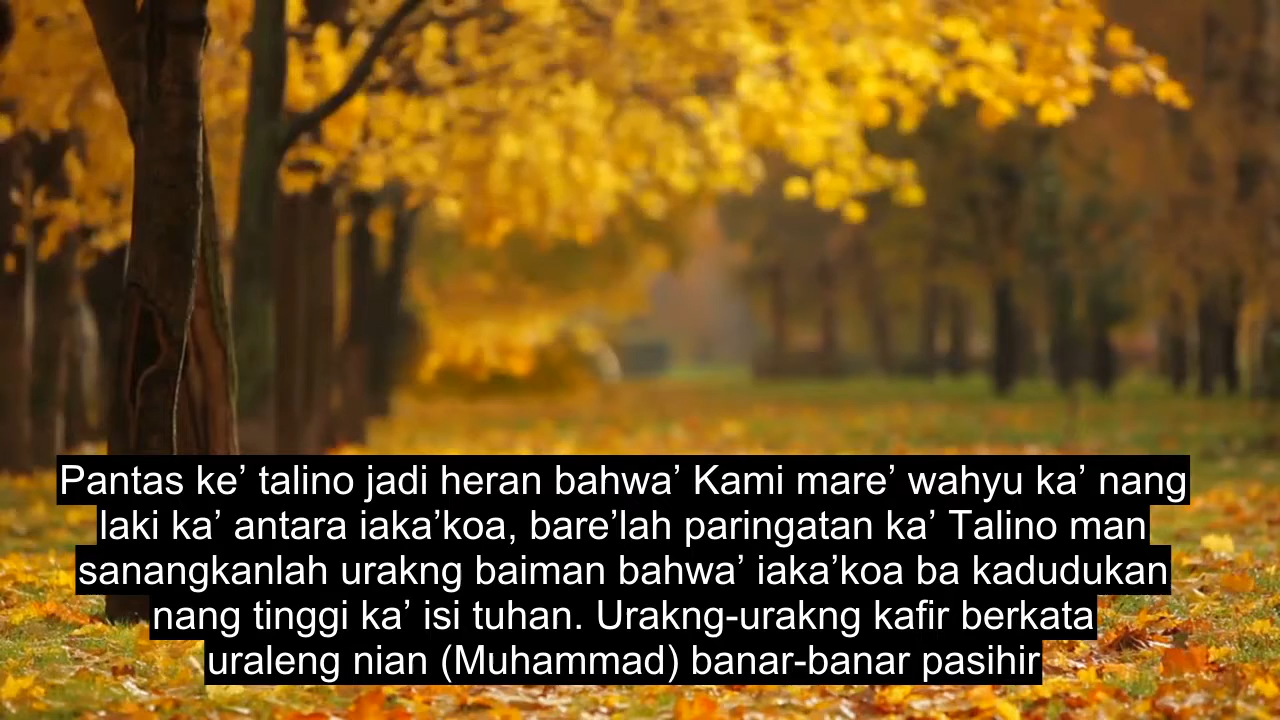 Pantas ke’ talino jadi heran bahwa’ Kami mare’ wahyu ka’ nang
laki ka’ antara iaka’koa, bare’lah paringatan ka’ Talino man
sanangkanlah urakng baiman bahwa’ iaka’koa ba kadudukan
nang tinggi ka’ isi tuhan. Urakng-urakng kafir berkata
uraleng nian (Muhammad) banar-banar pasihir